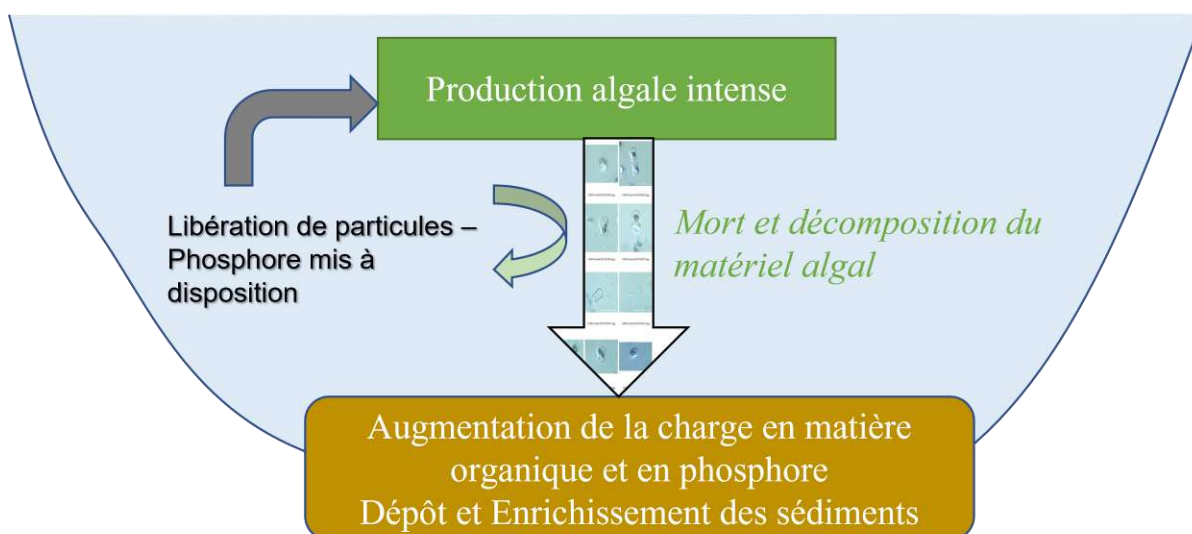 Production algale intense
Libération de particules –
Phosphore mis à
disposition
Mort et décomposition du
matériel algal
Augmentation de la charge en matière
organique et en phosphore
Dépôt et Enrichissement des sédiments